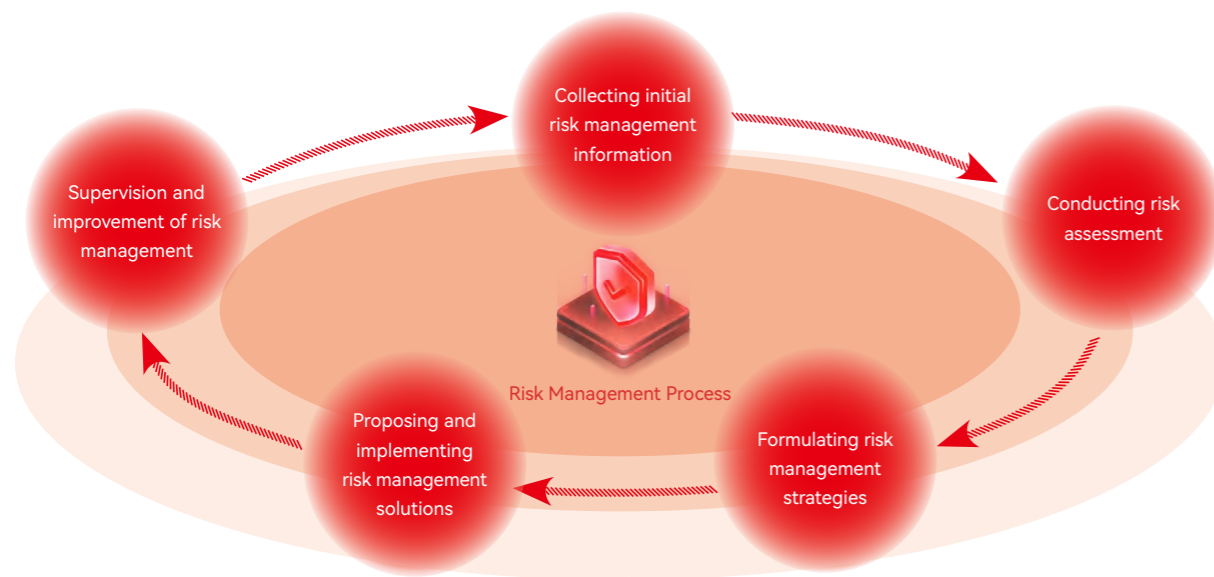 Collecting initial
risk management
information
Conducting risk
assessment
Formulating risk
management
strategies
Proposing and
implementing
risk management
solutions
Supervision and
improvement of risk
management
Risk Management Process